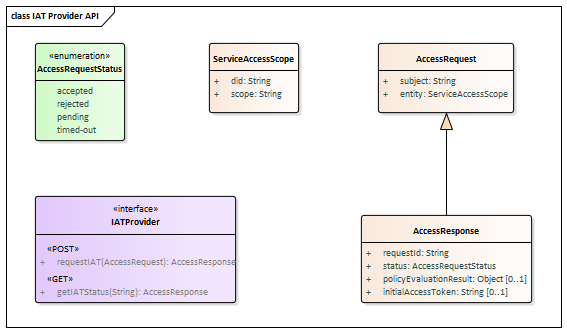 class IAT Provider API
«enumeration»
AccessRequestStatus
accepted
rejected
pending
timed-out
ServiceAccessScope
+ did: String
+ scope: String
AccessRequest
+ subject: String
+ entity: ServiceAccessScope
«interface»
IATProvider
«POST»
+ requestIAT(AccessRequest): AccessResponse
«GET»
+ getIATStatus(String): AccessResponse
AccessResponse
+ requestId: String
+ status: AccessRequestStatus
+ policyEvaluationResult: Object [0..1]
+ initialAccessToken: String [0..1]